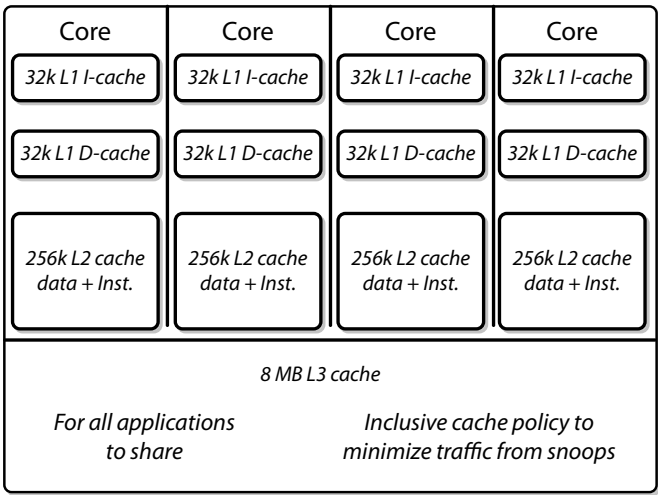 Core Core Core Core
32k L1 I-cache 32k L1 I-cache 32k L1 I-cache 32k L1 I-cache
32k L1 D-cache 32k L1 D-cache 32k L1 D-cache 32k L1 D-cache
256k L2 cache 256k L2 cache 256k L2 cache 256k L2 cache
data + Inst. data + Inst. data + Inst. data + Inst.
8 MB L3 cache
For all applications
to share
Inclusive cache policy to
minimize traffic from snoops